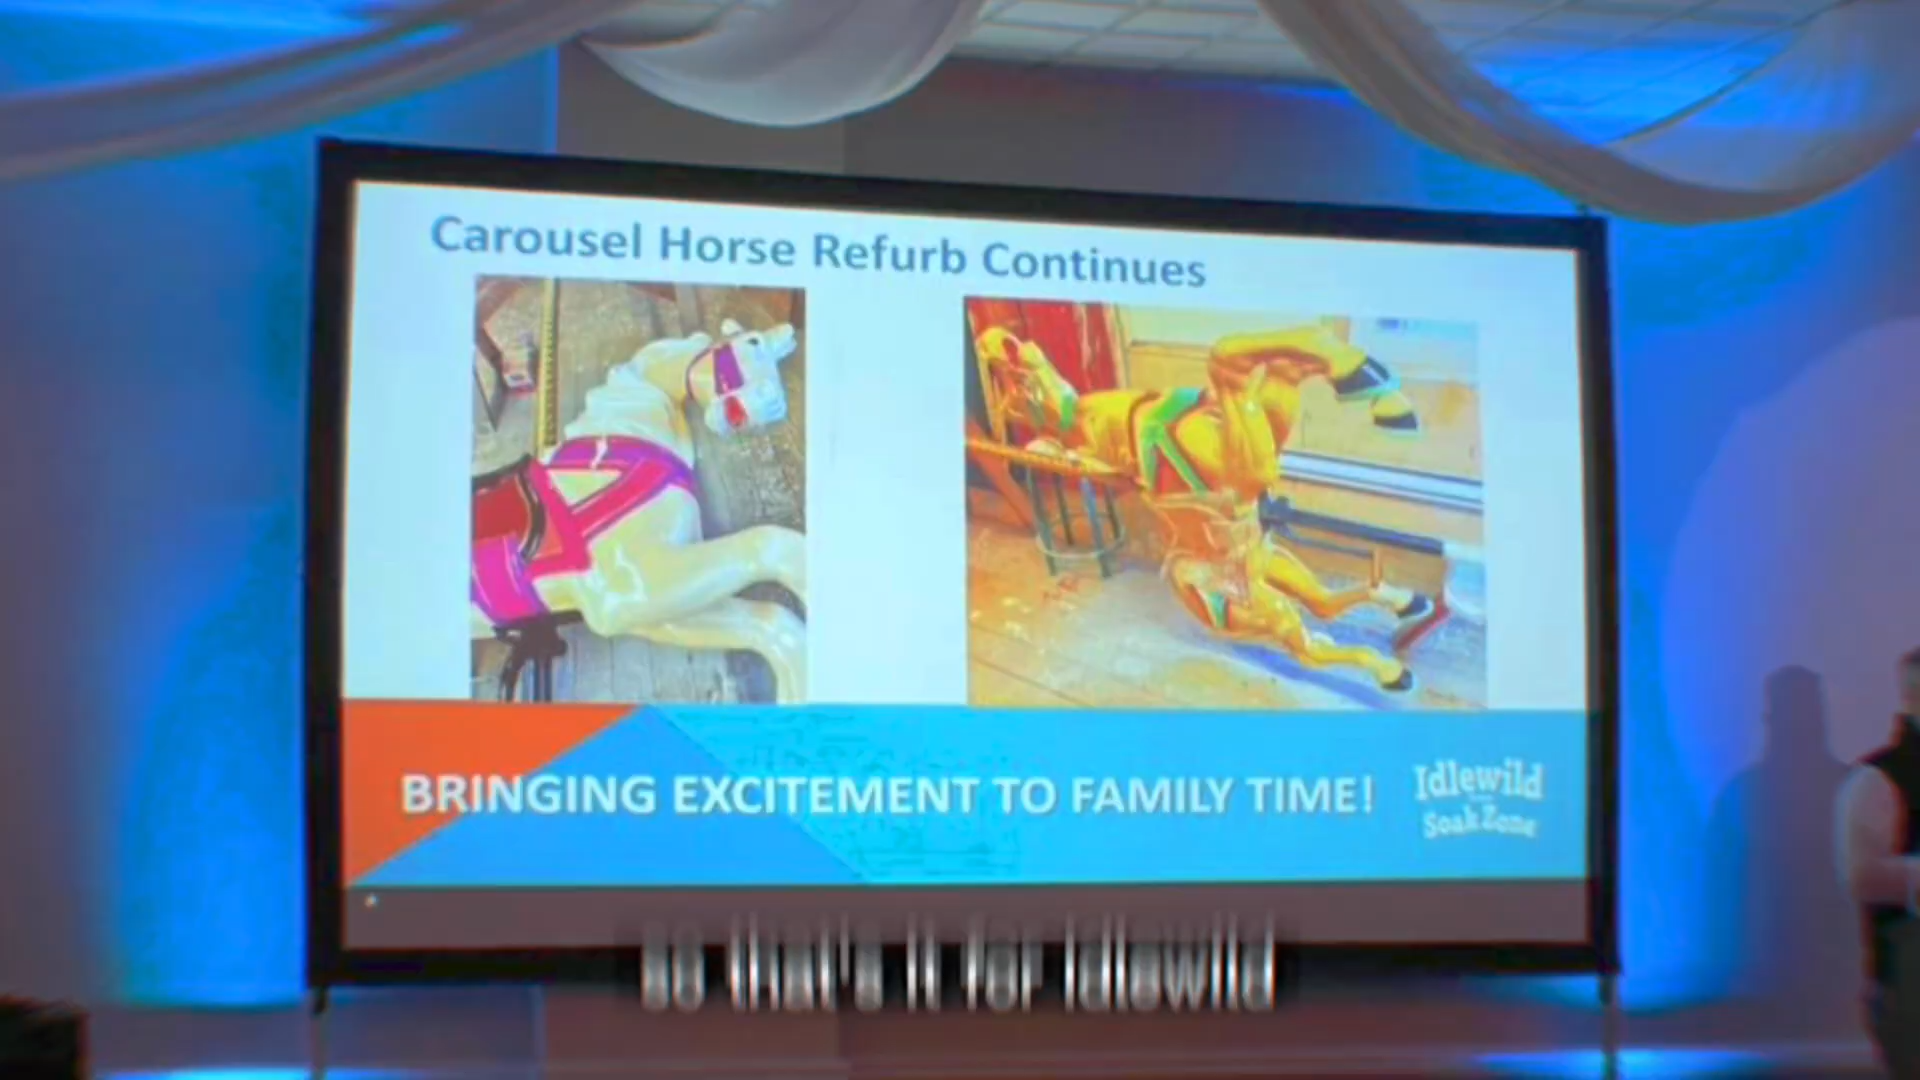 Carousel Horse Refurb Continues
BRINGING EXCITEMENT TO FAMILY TIME!
Idlewild
Soak Zone
so that's it for Idlewild